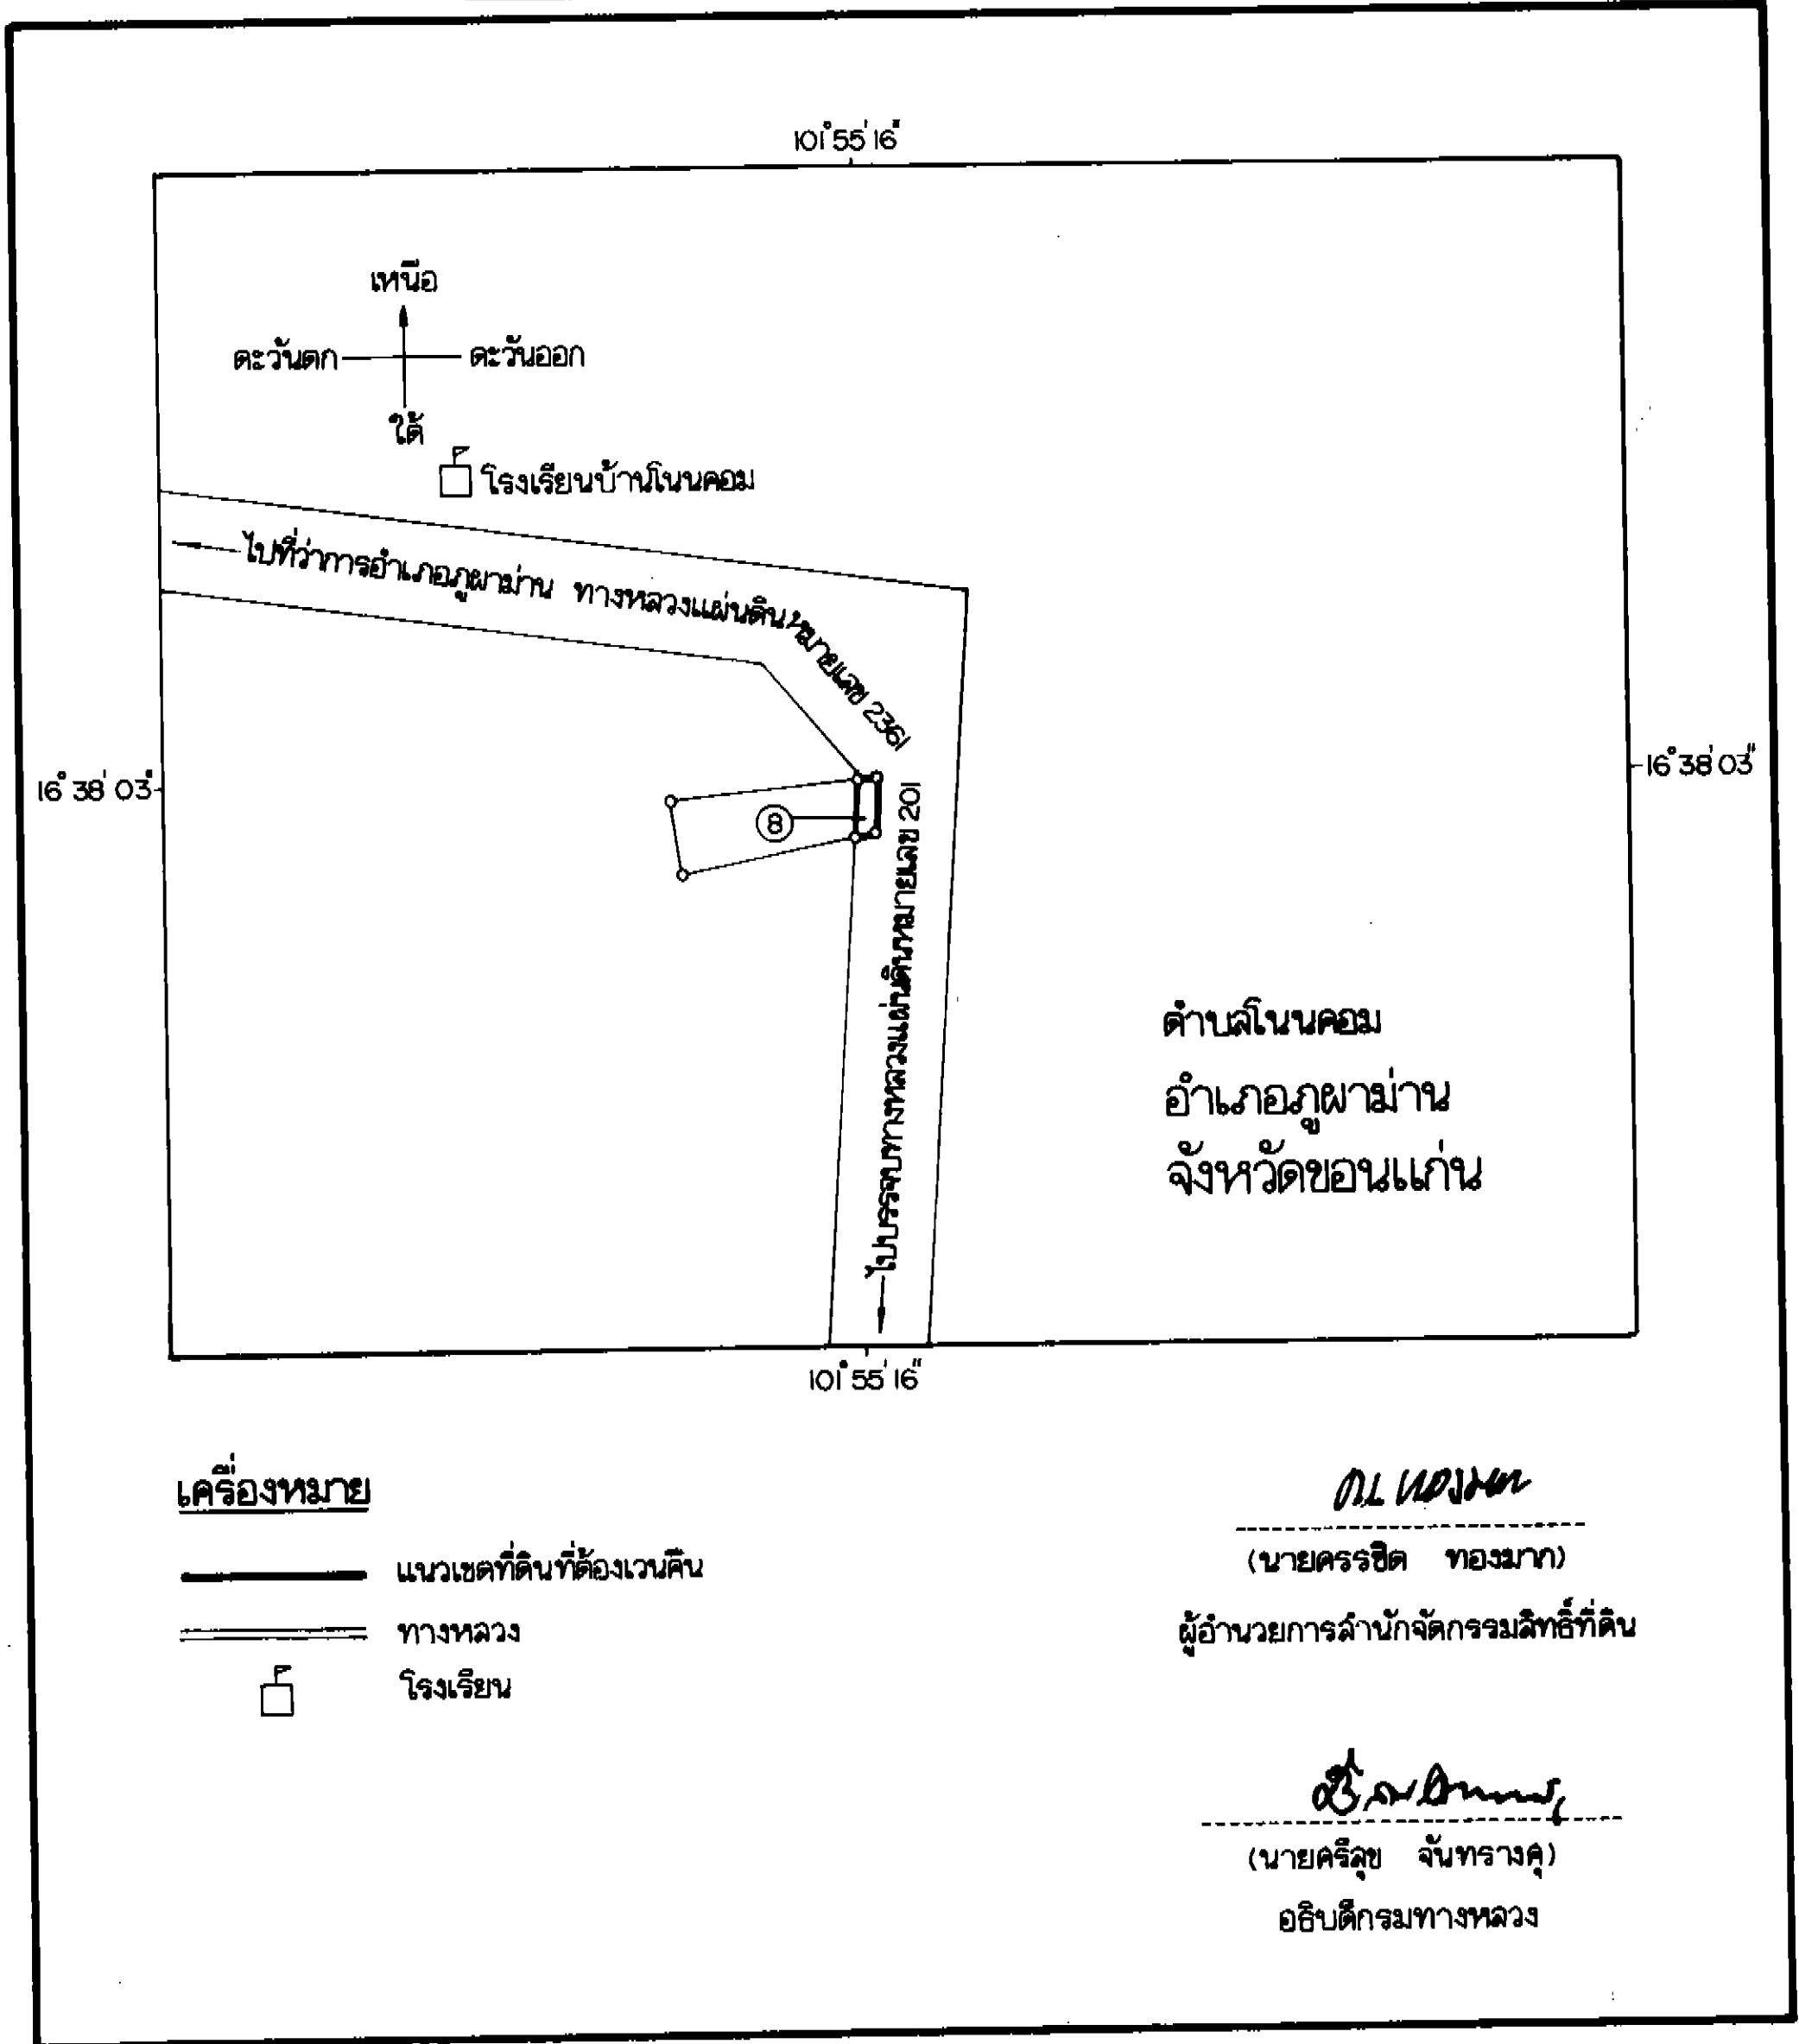 101°55'16"
เหนือ
ตะวันตก ตะวันออก
ใต้
โรงเรียนบ้านโนนคอม
ไปที่ว่าการอำเภอภูผาม่าน ทางหลวงแผ่นดินหมายเลข 2361
16°38'03"
16°38'03"
8
ไปบรรจบทางหลวงแผ่นดินหมายเลข 201
ตำบลโนนคอม
อำเภอภูผาม่าน
จังหวัดขอนแก่น
101°55'16"
เครื่องหมาย
แนวเขตที่ดินที่ต้องเวนคืน
ทางหลวง
โรงเรียน
(นายครรชิต ทองมาก)
ผู้อำนวยการสำนักจัดกรรมสิทธิ์ที่ดิน
(นายศรีสุข จันทรางศุ)
อธิบดีกรมทางหลวง